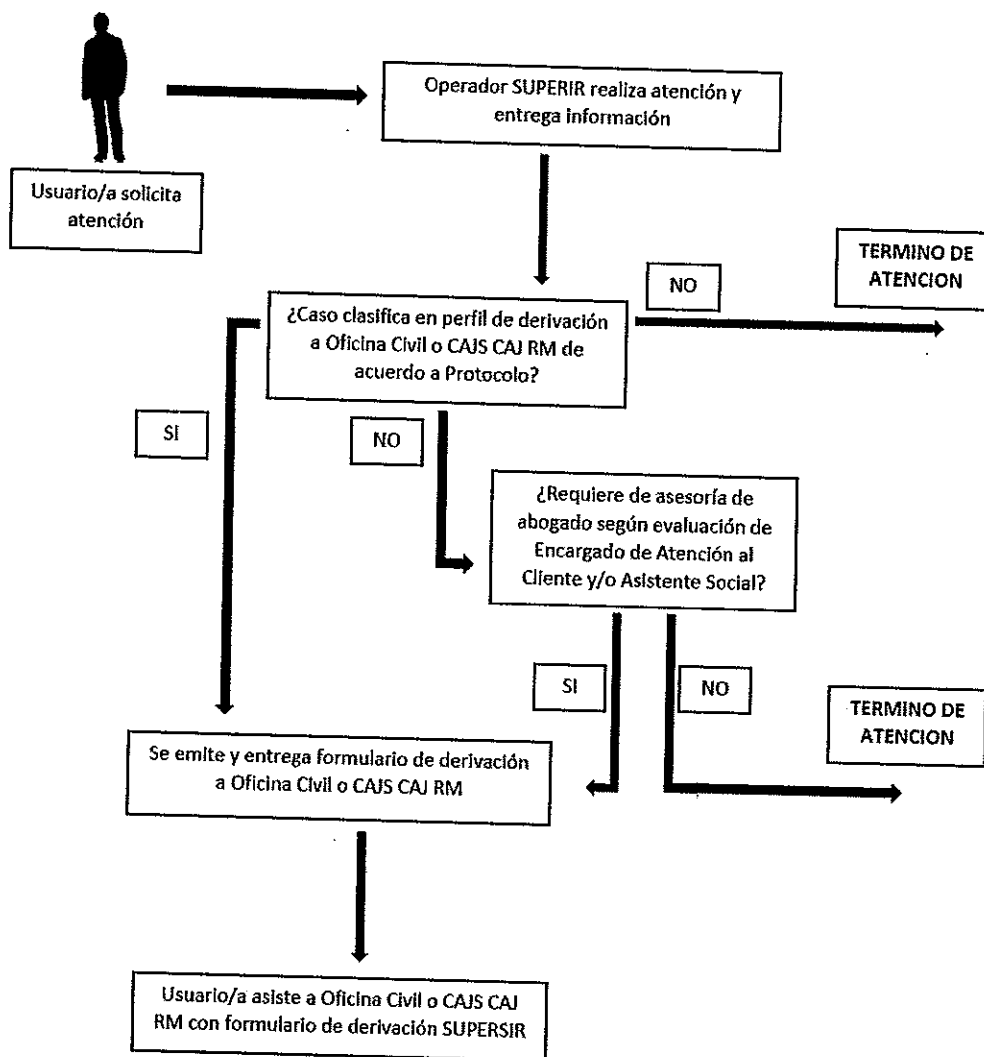 Operador SUPERIR realiza atención y
entrega información
Usuario/a solicita
atención
NO
TERMINO DE
ATENCION
¿Caso clasifica en perfil de derivación
a Oficina Civil o CAJS CAJ RM de
acuerdo a Protocolo?
SI
NO
¿Requiere de asesoría de
abogado según evaluación de
Encargado de Atención al
Cliente y/o Asistente Social?
SI
NO
TERMINO DE
ATENCION
Se emite y entrega formulario de derivación
a Oficina Civil o CAJS CAJ RM
Usuario/a asiste a Oficina Civil o CAJS CAJ
RM con formulario de derivación SUPERSIR